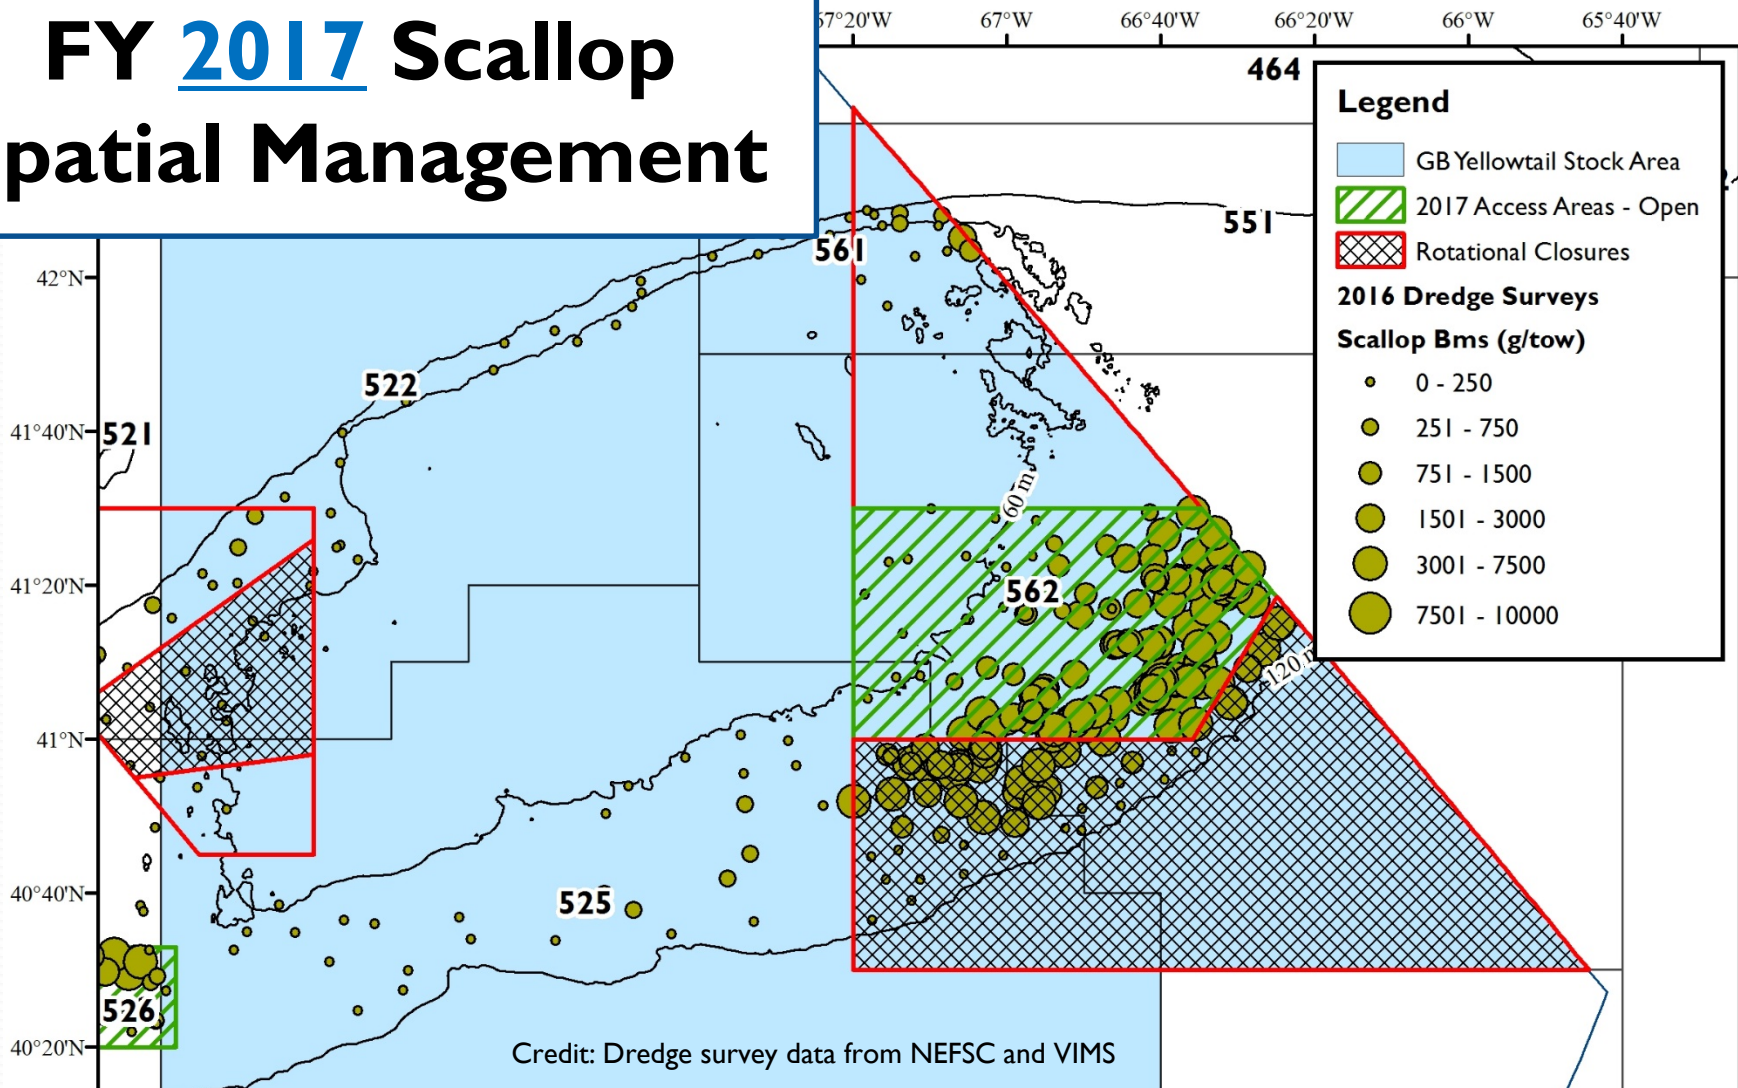 FY 2017 Scallop
patial Management
67°20'W
67°W
66°40'W
66°20'W
66°W
65°40'W
464
Legend
GB Yellowtail Stock Area
2017 Access Areas - Open
Rotational Closures
2016 Dredge Surveys
Scallop Bms (g/tow)
0 - 250
251 - 750
751 - 1500
1501 - 3000
3001 - 7500
7501 - 10000
551
561
42°N
522
41°40'N
521
60 m
41°20'N
562
120 m
41°N
40°40'N
525
526
40°20'N
Credit: Dredge survey data from NEFSC and VIMS